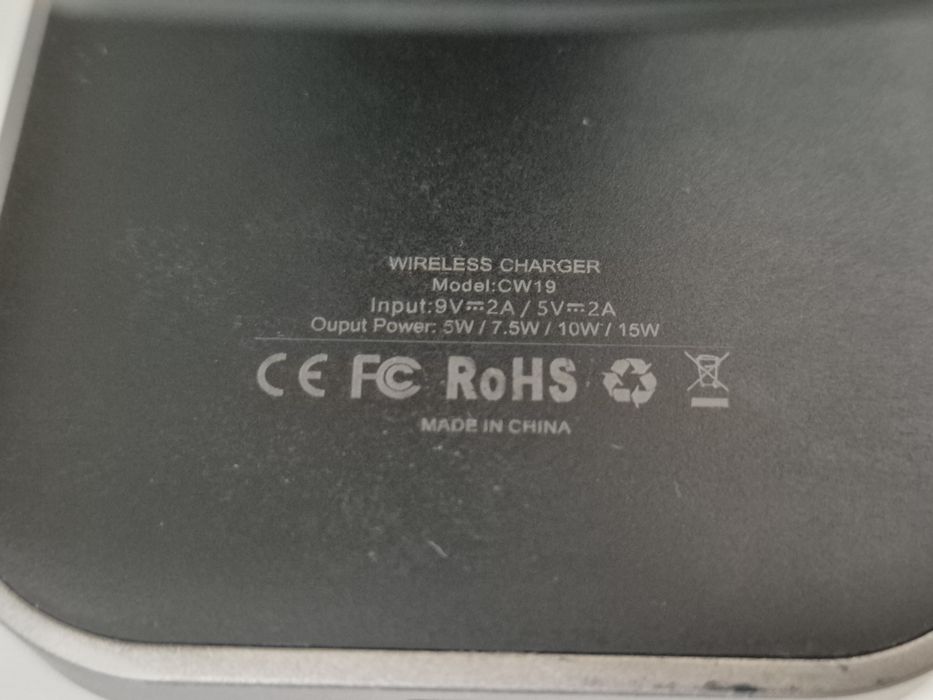 WIRELESS CHARGER
Model:CW19
Input:9V⎓2A / 5V⎓2A
Ouput Power: 5W / 7.5W / 10W / 15W
CE FC RoHS
MADE IN CHINA